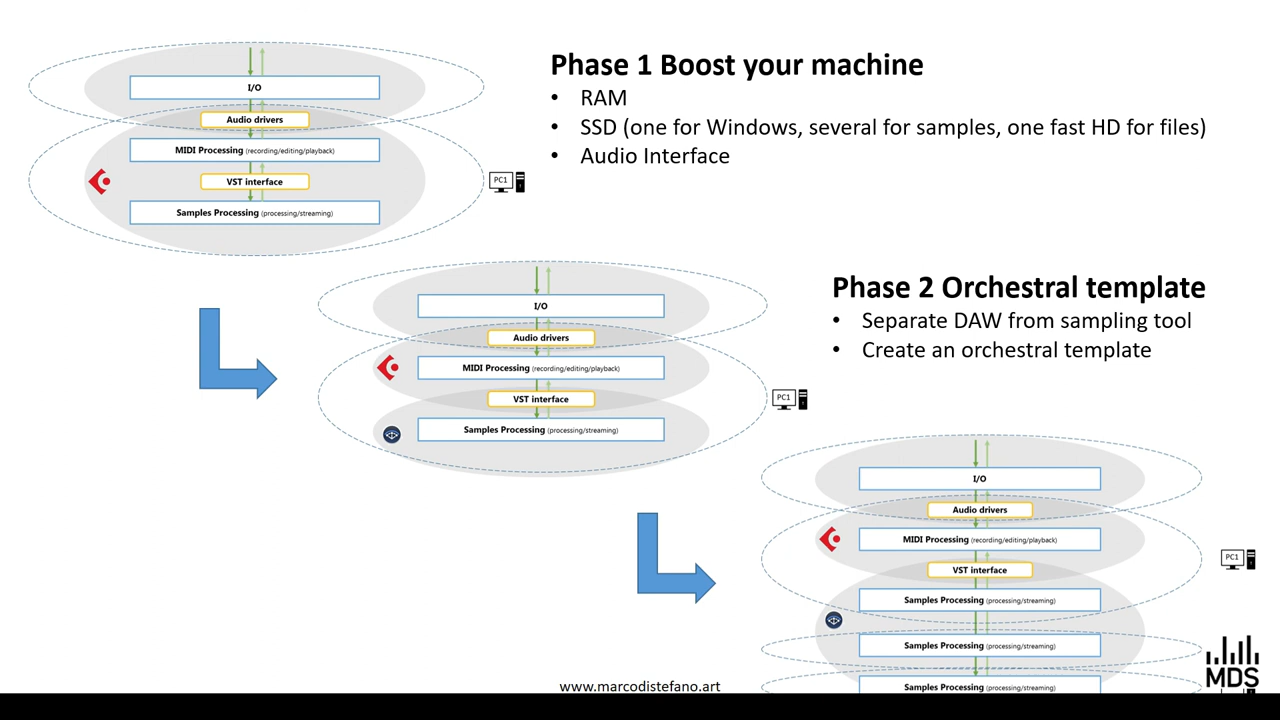 Phase 1 Boost your machine
• RAM
• SSD (one for Windows, several for samples, one fast HD for files)
• Audio Interface
I/O
Audio drivers
MIDI Processing (recording/editing/playback)
VST interface
Samples Processing (processing/streaming)
PC1
Phase 2 Orchestral template
• Separate DAW from sampling tool
• Create an orchestral template
I/O
Audio drivers
MIDI Processing (recording/editing/playback)
VST interface
Samples Processing (processing/streaming)
PC1
I/O
Audio drivers
MIDI Processing (recording/editing/playback)
VST interface
Samples Processing (processing/streaming)
Samples Processing (processing/streaming)
Samples Processing (processing/streaming)
PC1
www.marcodistefano.art
MDS